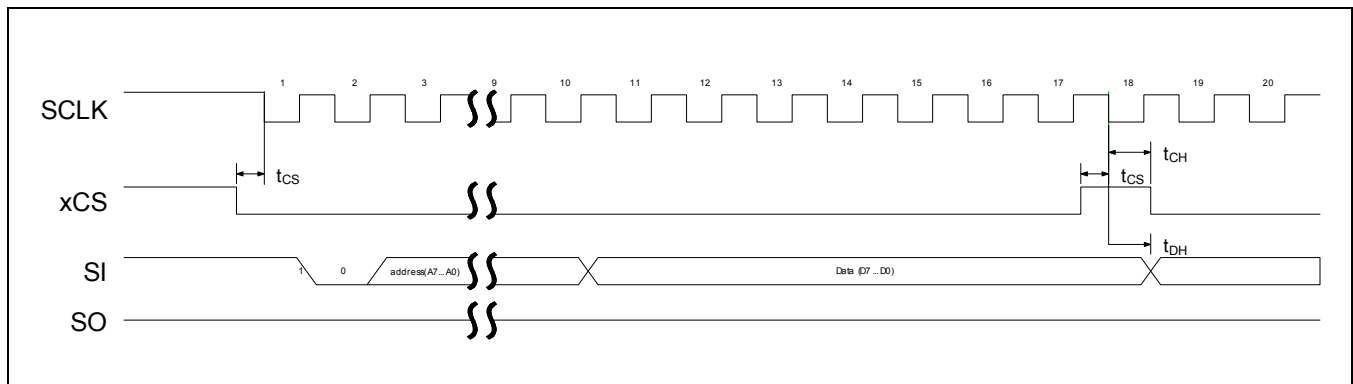 1 2 3 9 10 11 12 13 14 15 16 17 18 19 20
SCLK
tCH
tCS tCS
xCS
tDH
SI 1 0 address(A7...A0) Data (D7 ...D0)
SO